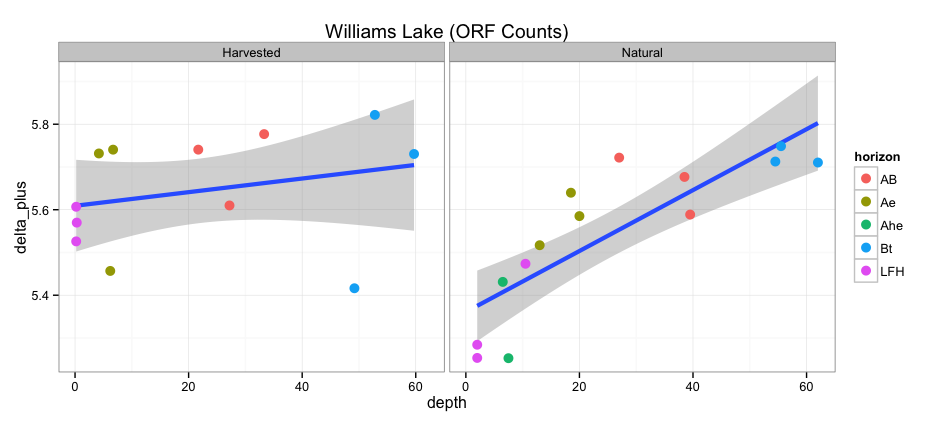 Williams Lake (ORF Counts)
Harvested
Natural
delta_plus
5.8
5.6
5.4
0 20 40 60
0 20 40 60
depth
horizon
AB
Ae
Ahe
Bt
LFH